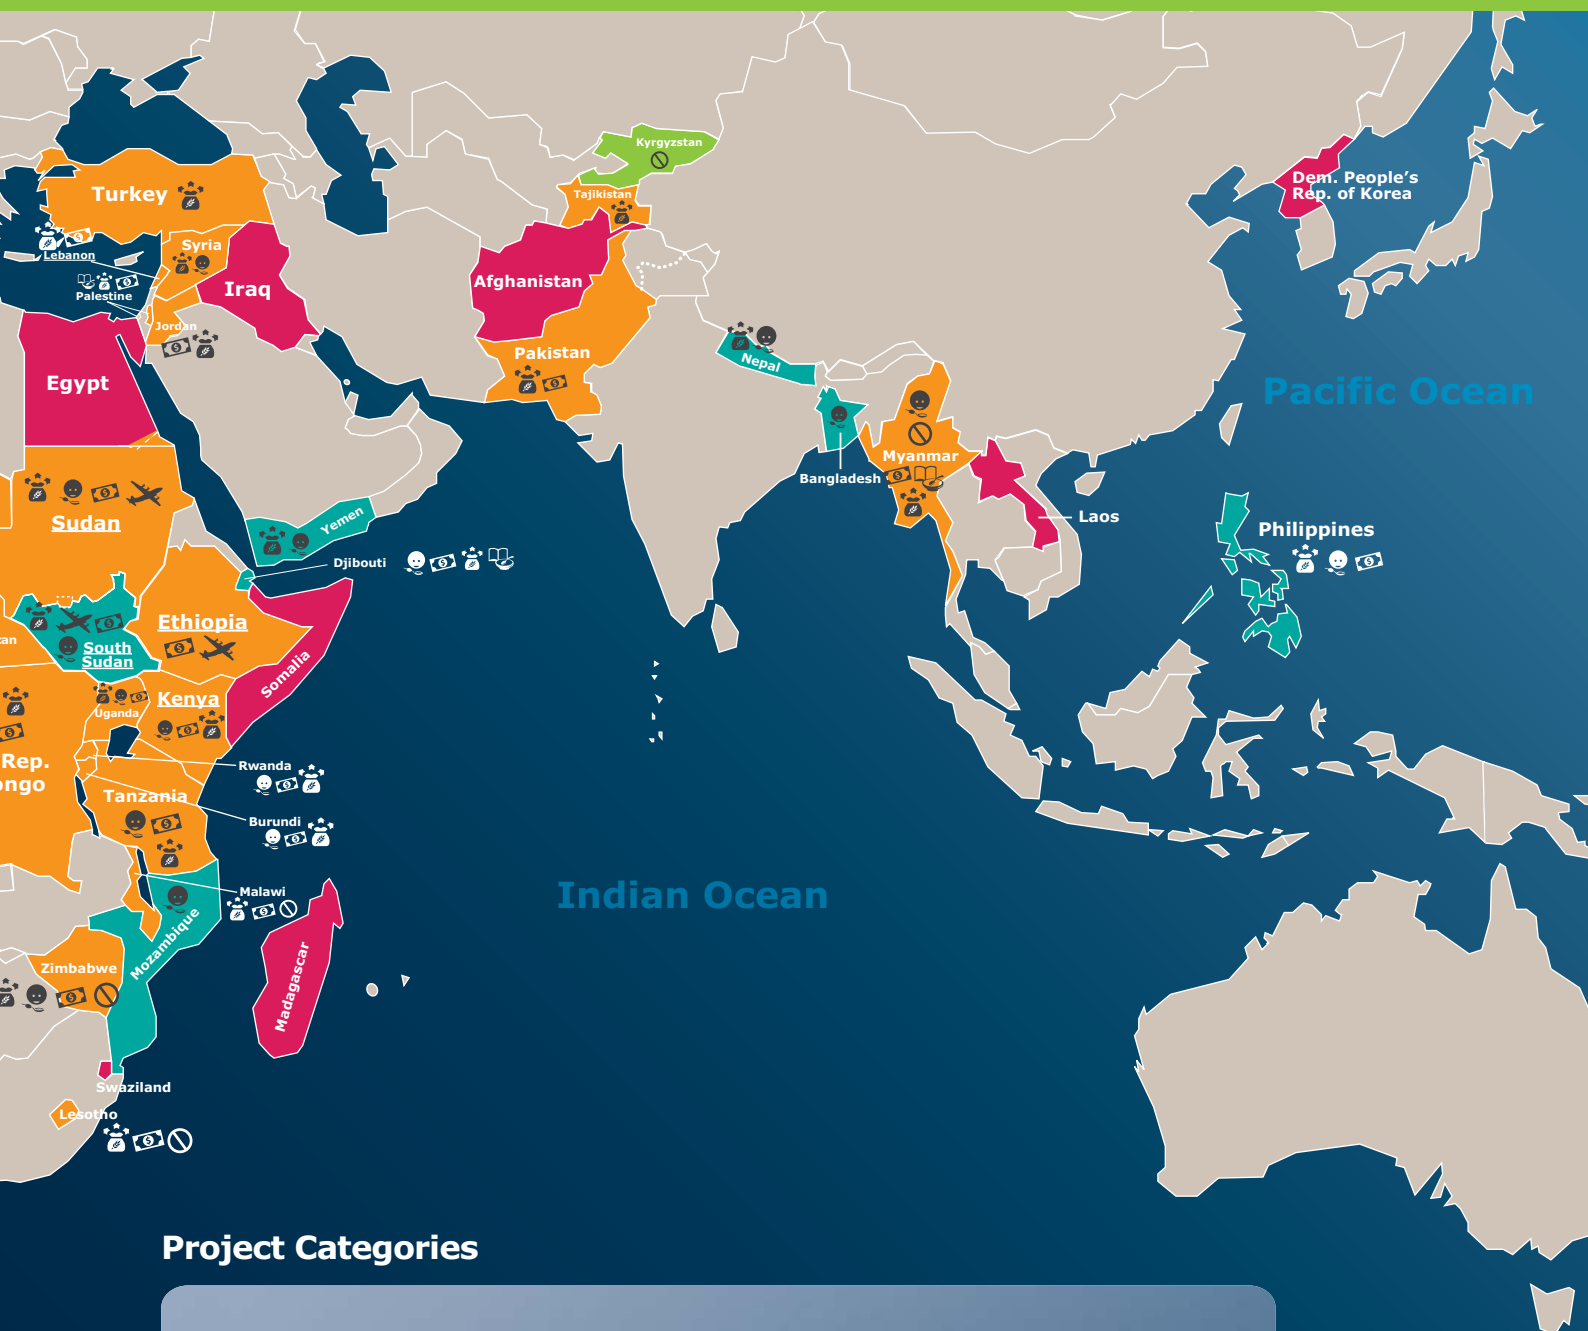 Kyrgyzstan
Turkey
Tajikistan
Dem. People's
Rep. of Korea
Syria
Lebanon
Afghanistan
Iraq
Palestine
Jordan
Pakistan
Nepal
Egypt
Pacific Ocean
Myanmar
Bangladesh
Laos
Sudan
Yemen
Philippines
Djibouti
Ethiopia
South
Sudan
Somalia
Kenya
Uganda
Rep.
Rwanda
Tanzania
Burundi
Malawi
Indian Ocean
Mozambique
Zimbabwe
Madagascar
Swaziland
Lesotho
Project Categories